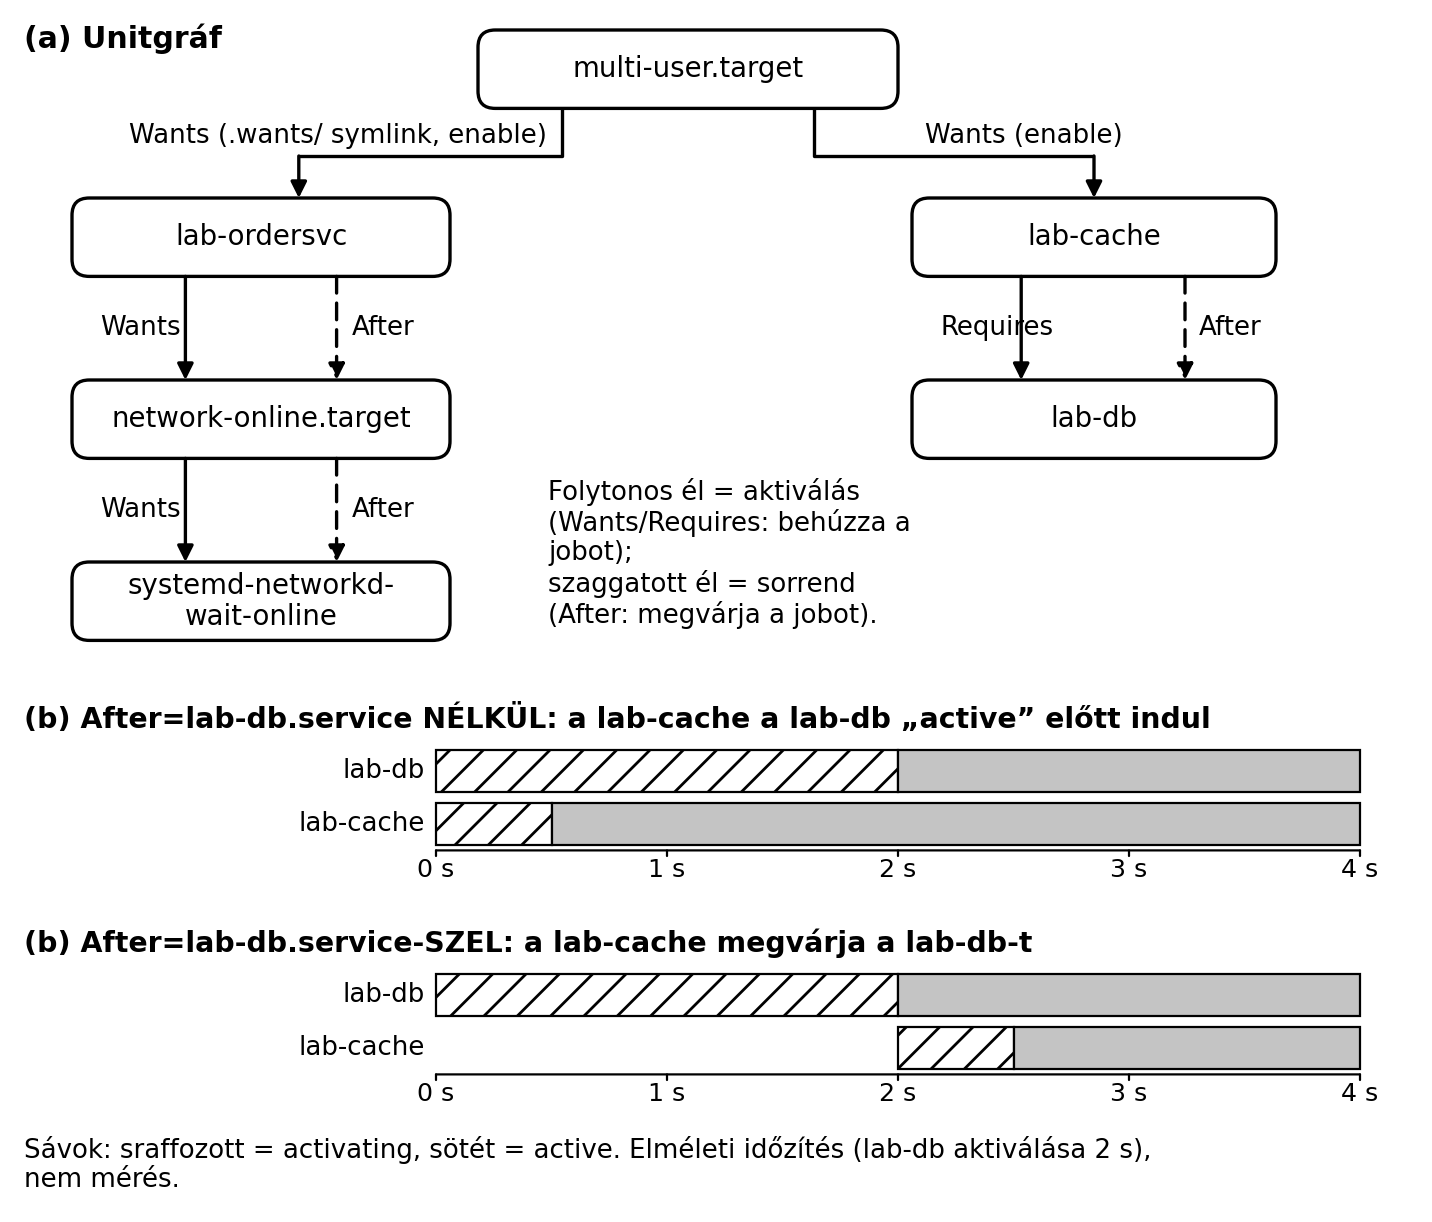 (a) Unitgráf
multi-user.target
Wants (.wants/ symlink, enable)
Wants (enable)
lab-ordersvc
lab-cache
Wants
After
Requires
After
network-online.target
lab-db
Wants
After
systemd-networkd-
wait-online
Folytonos él = aktiválás
(Wants/Requires: behúzza a
jobot);
szaggatott él = sorrend
(After: megvárja a jobot).
(b) After=lab-db.service NÉLKÜL: a lab-cache a lab-db „active” előtt indul
lab-db
lab-cache
0 s 1 s 2 s 3 s 4 s
(b) After=lab-db.service-SZEL: a lab-cache megvárja a lab-db-t
lab-db
lab-cache
0 s 1 s 2 s 3 s 4 s
Sávok: sraffozott = activating, sötét = active. Elméleti időzítés (lab-db aktiválása 2 s),
nem mérés.